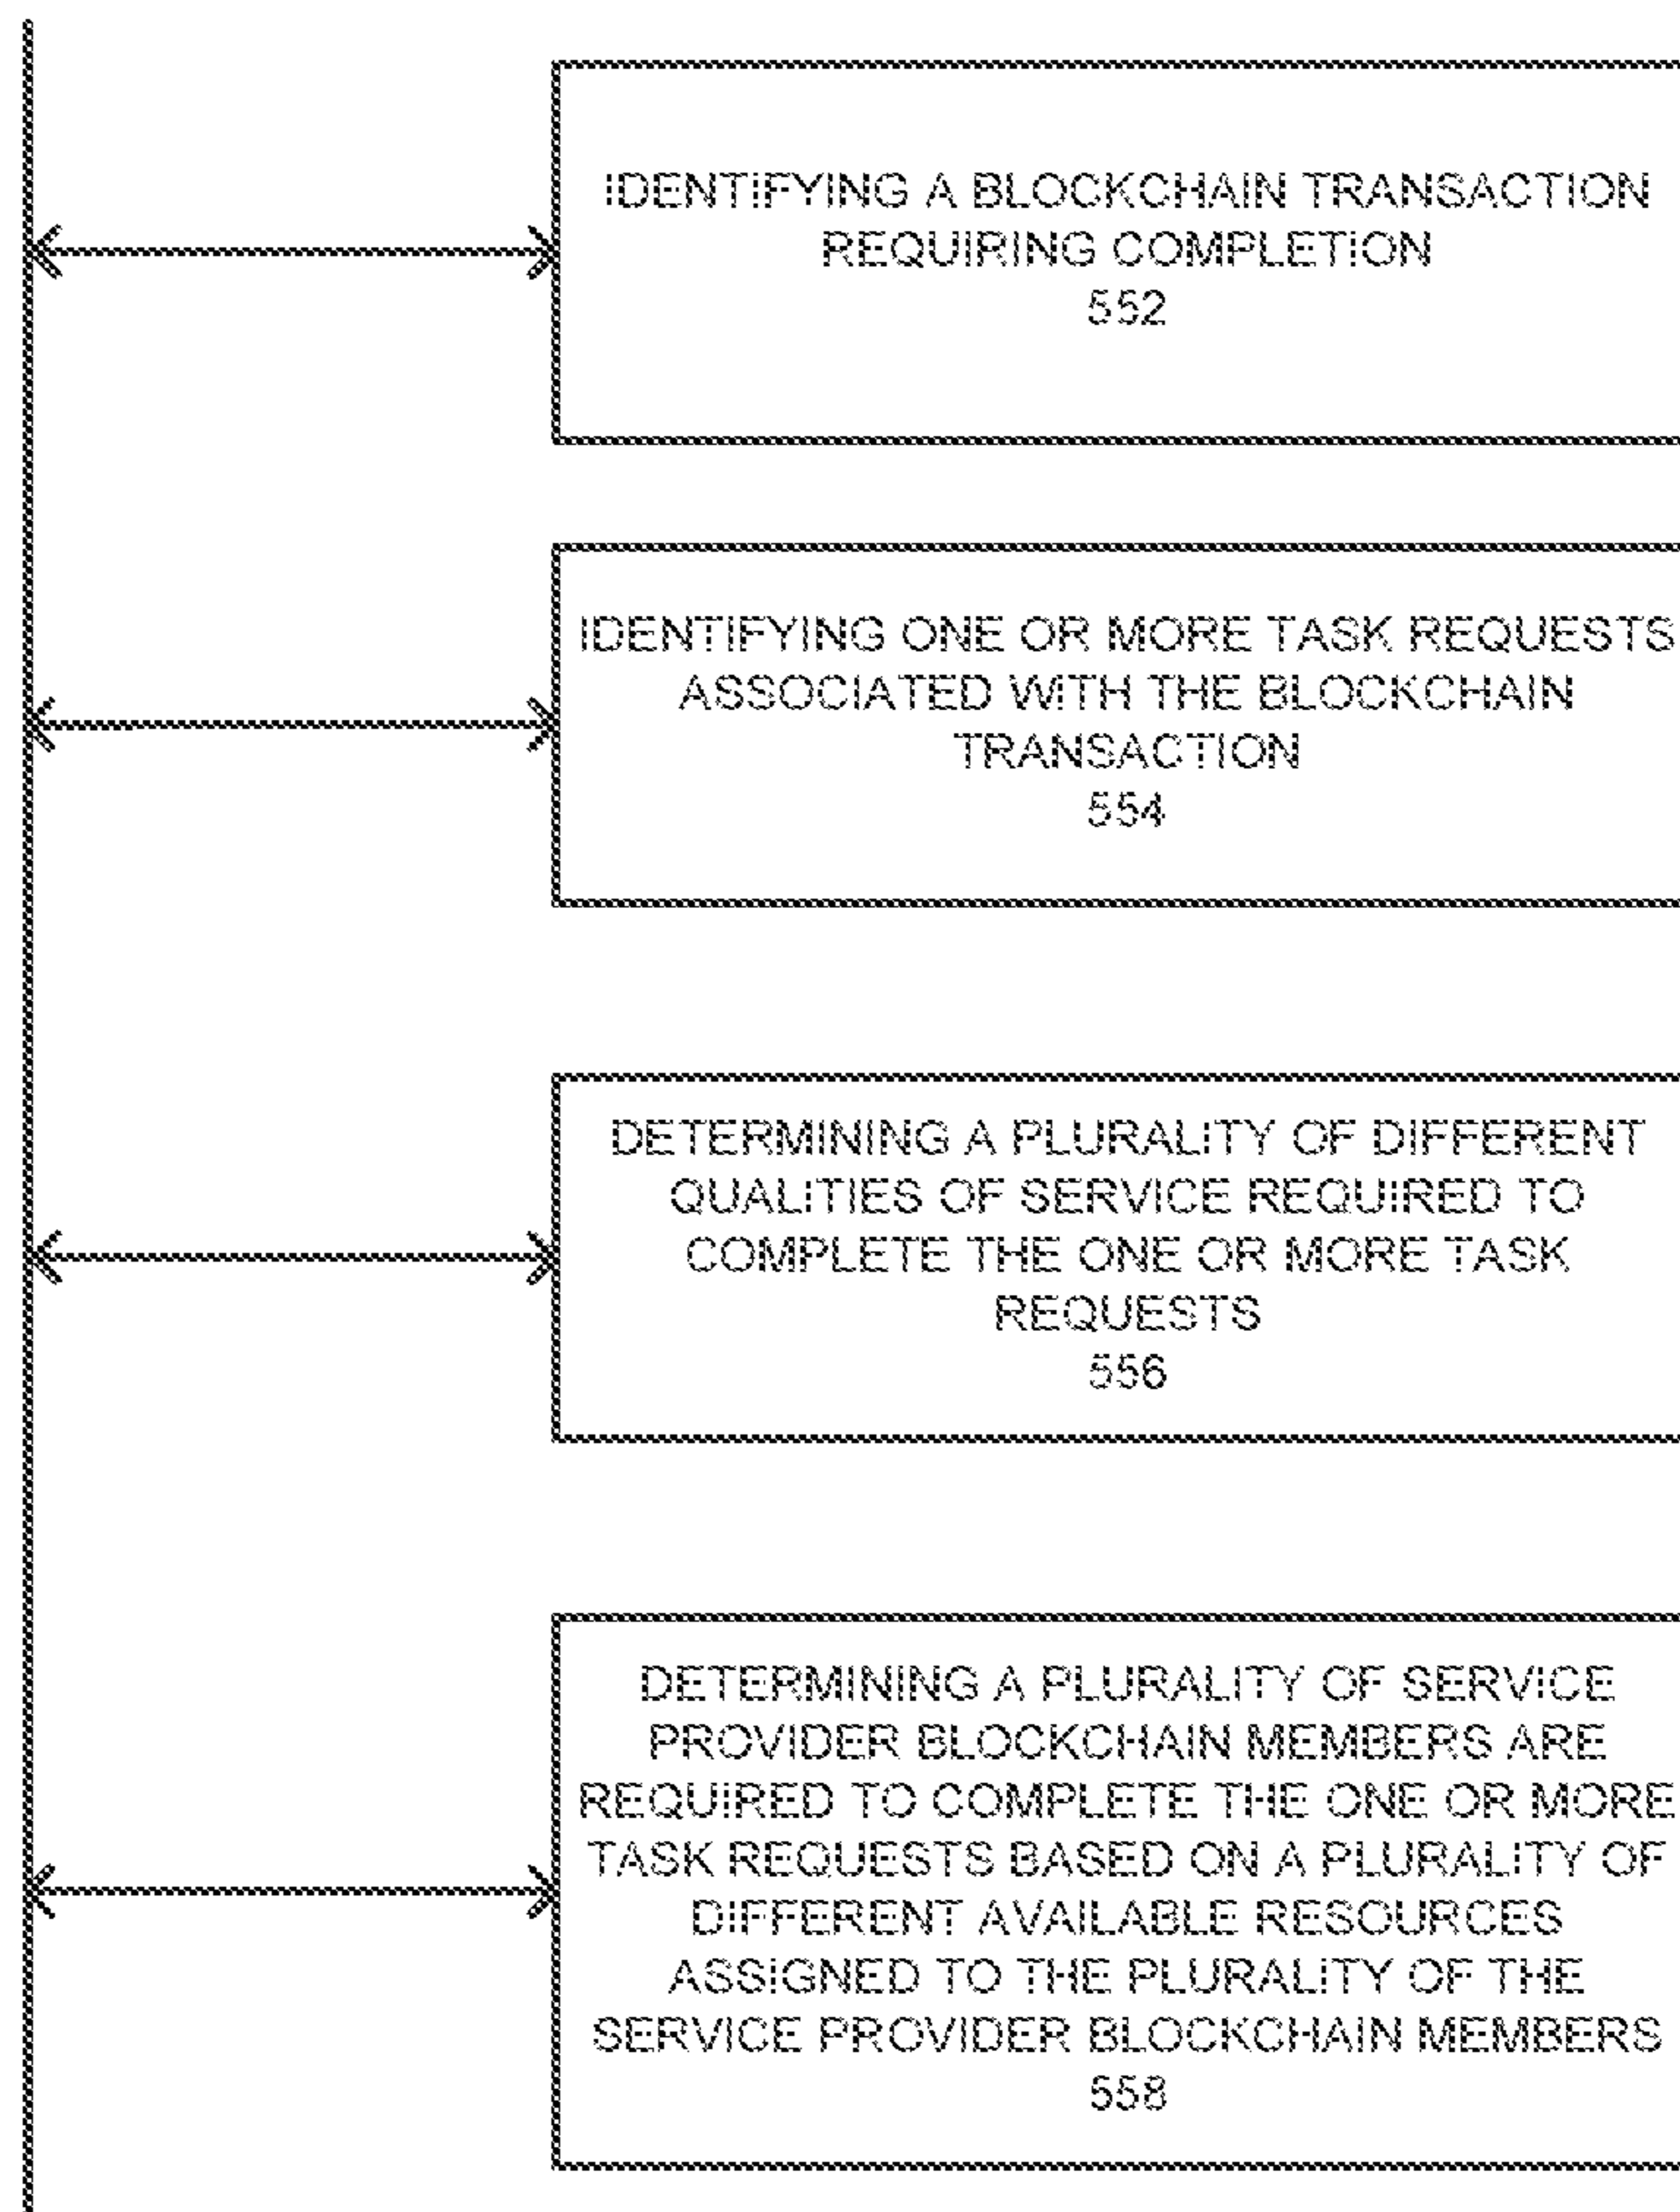 IDENTIFYING A BLOCKCHAIN TRANSACTION
REQUIRING COMPLETION
552
IDENTIFYING ONE OR MORE TASK REQUESTS
ASSOCIATED WITH THE BLOCKCHAIN
TRANSACTION
554
DETERMINING A PLURALITY OF DIFFERENT
QUALITIES OF SERVICE REQUIRED TO
COMPLETE THE ONE OR MORE TASK
REQUESTS
556
DETERMINING A PLURALITY OF SERVICE
PROVIDER BLOCKCHAIN MEMBERS ARE
REQUIRED TO COMPLETE THE ONE OR MORE
TASK REQUESTS BASED ON A PLURALITY OF
DIFFERENT AVAILABLE RESOURCES
ASSIGNED TO THE PLURALITY OF THE
SERVICE PROVIDER BLOCKCHAIN MEMBERS
558